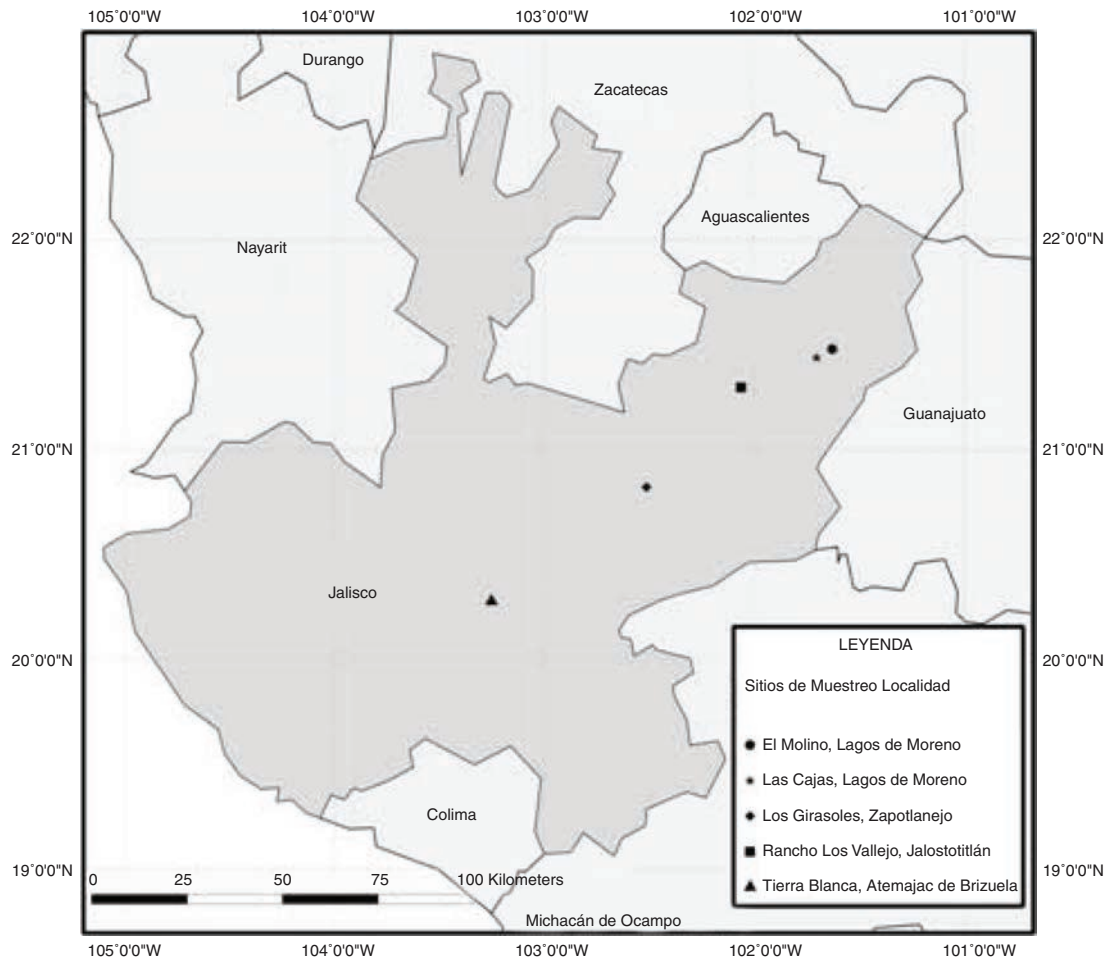 105˚0'0"W 104˚0'0"W 103˚0'0"W 102˚0'0"W 101˚0'0"W
Durango
Zacatecas
Aguascalientes
22˚0'0"N
Nayarit
22˚0'0"N
Guanajuato
21˚0'0"N
21˚0'0"N
Jalisco
20˚0'0"N
20˚0'0"N
LEYENDA
Sitios de Muestreo Localidad
El Molino, Lagos de Moreno
Las Cajas, Lagos de Moreno
Los Girasoles, Zapotlanejo
Rancho Los Vallejo, Jalostotitlán
Tierra Blanca, Atemajac de Brizuela
Colima
19˚0'0"N
19˚0'0"N
0 25 50 75 100 Kilometers
Michacán de Ocampo
105˚0'0"W 104˚0'0"W 103˚0'0"W 102˚0'0"W 101˚0'0"W